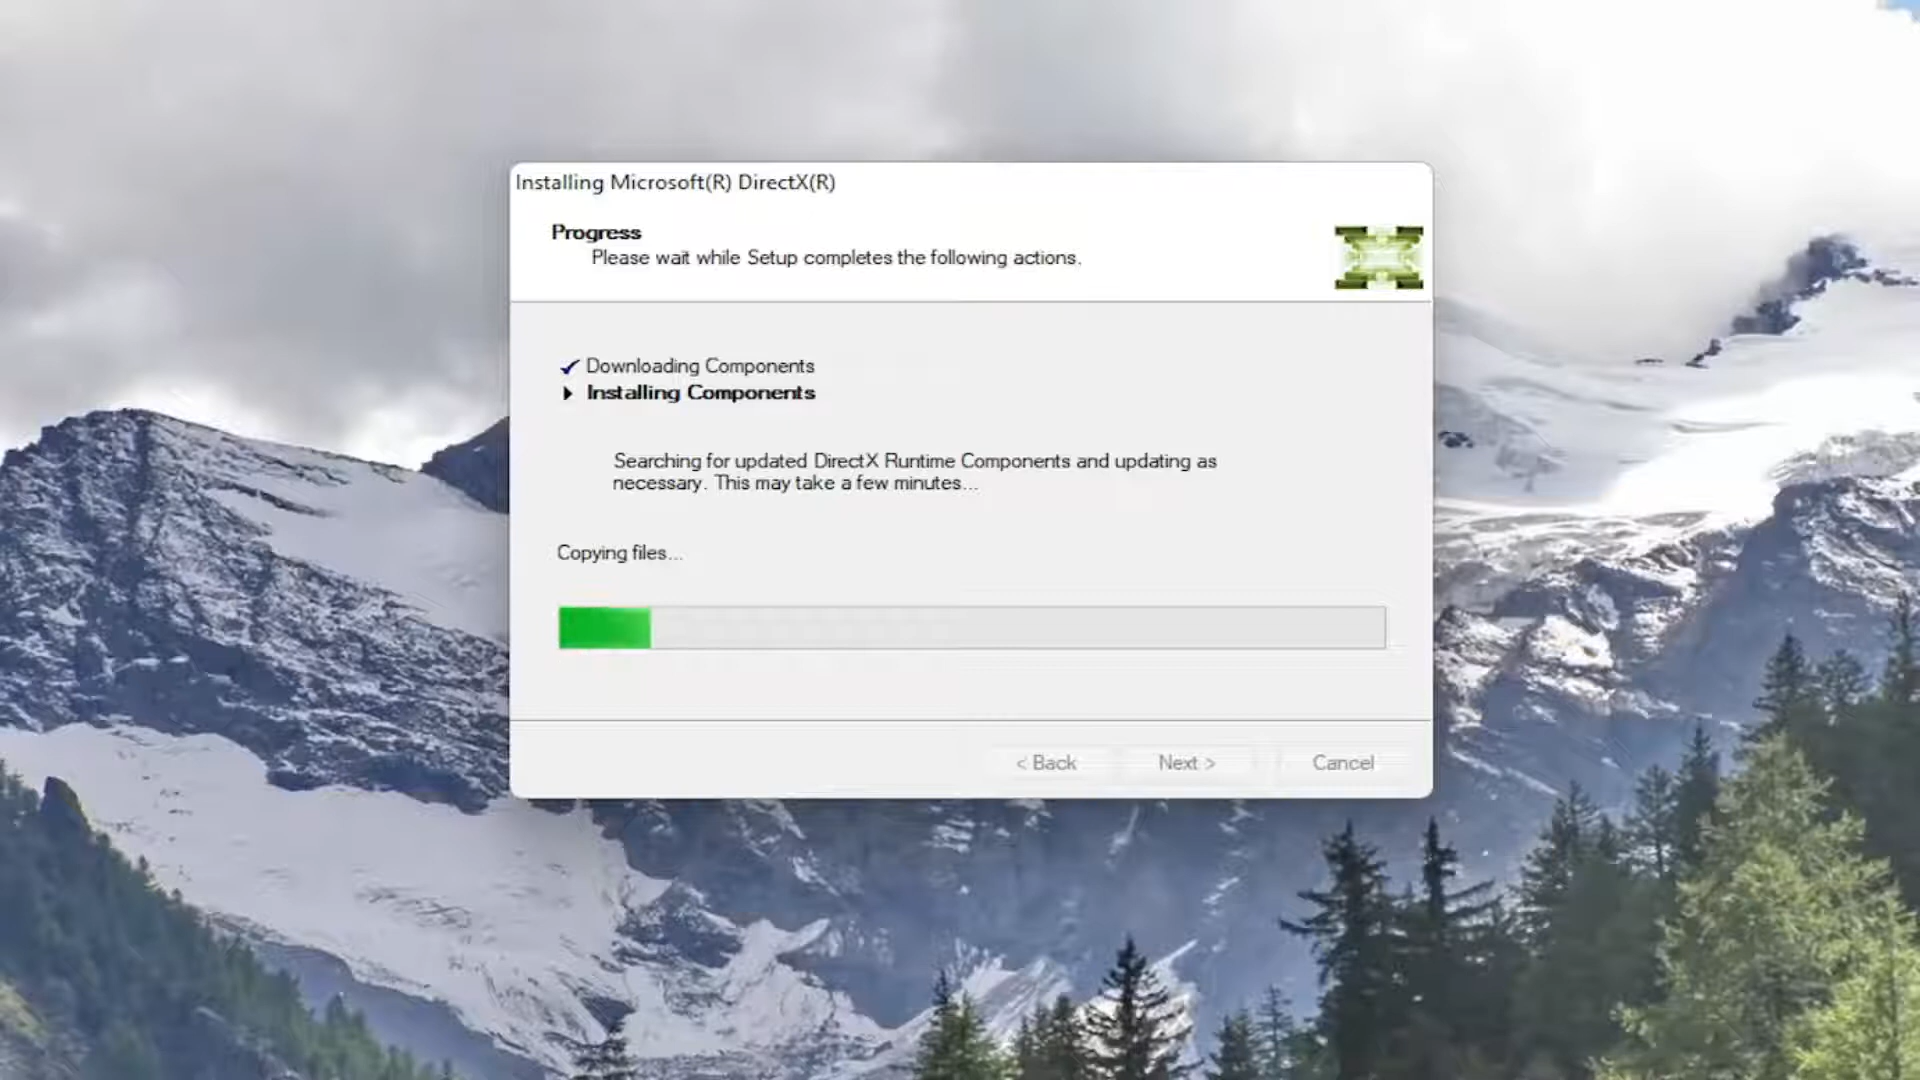 Installing Microsoft(R) DirectX(R)
Progress
Please wait while Setup completes the following actions.
Downloading Components
Installing Components
Searching for updated DirectX Runtime Components and updating as
necessary. This may take a few minutes...
Copying files...
< Back
Next >
Cancel